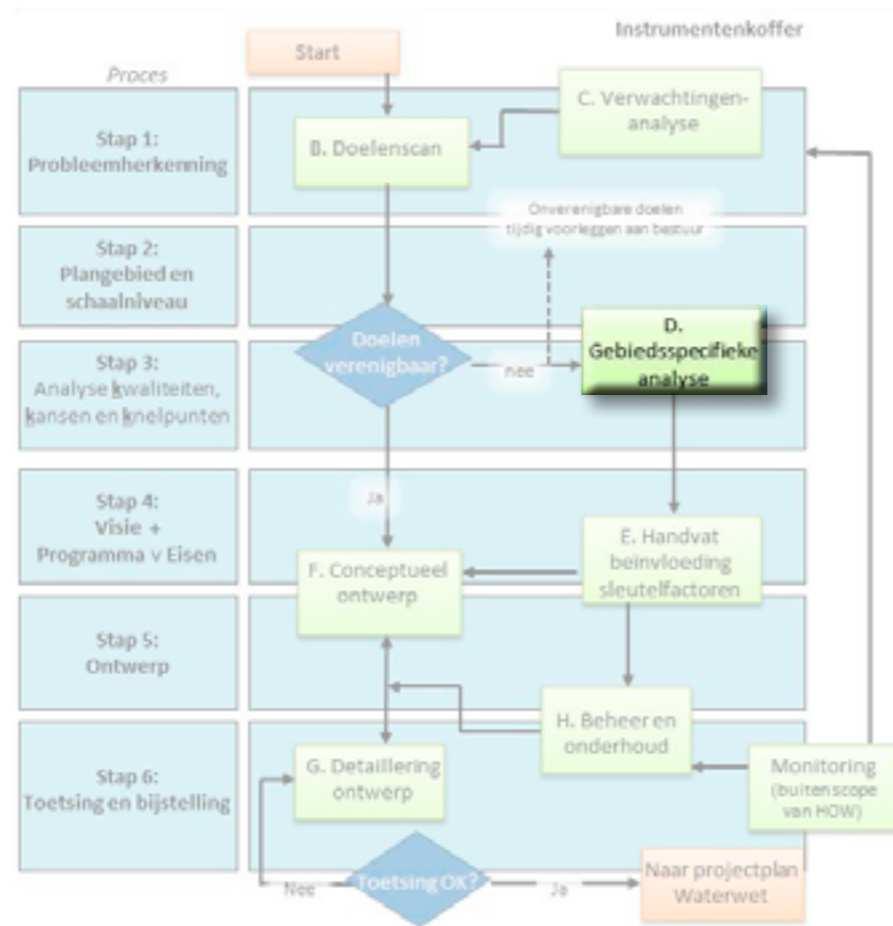 Instrumentenkoffer
Start
Proces
Stap 1:
Probleemherkenning
C. Verwachtingen-
analyse
B. Doelenscan
Onverenigbare doelen
tijdig voorleggen aan bestuur
Stap 2:
Plangebied en
schaalniveau
Doelen
verenigbaar?
nee
D.
Gebiedsspecifieke
analyse
Stap 3:
Analyse kwaliteiten,
kansen en knelpunten
Ja
Stap 4:
Visie +
Programma v Eisen
F. Conceptueel
ontwerp
E. Handvat
beïnvloeding
sleutelfactoren
Stap 5:
Ontwerp
H. Beheer en
onderhoud
Stap 6:
Toetsing en bijstelling
G. Detaillering
ontwerp
Monitoring
(buiten scope
van HOW)
Nee
Toetsing OK?
Ja
Naar projectplan
Waterwet